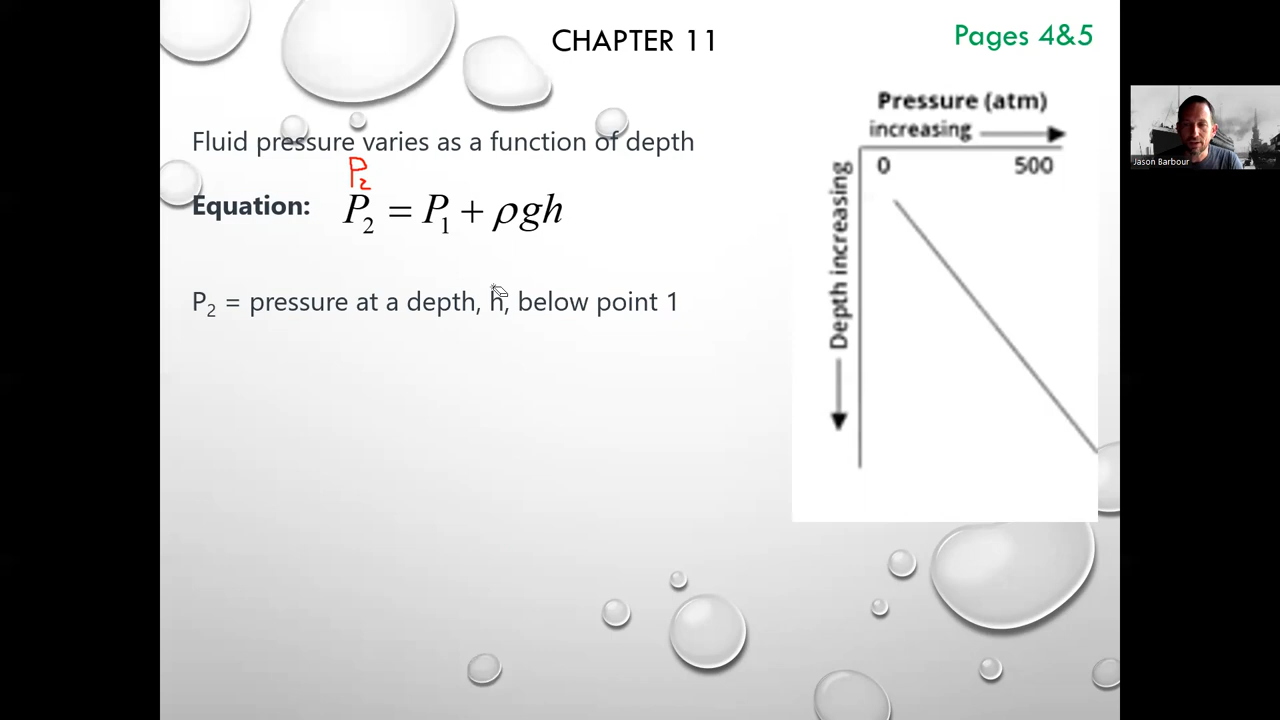 CHAPTER 11
Pages 4&5
Fluid pressure varies as a function of depth
P₂
Equation: P₂ = P₁ + ρgh
P₂ = pressure at a depth, h, below point 1
Pressure (atm)
increasing
0 500
Depth increasing
Jason Barbour